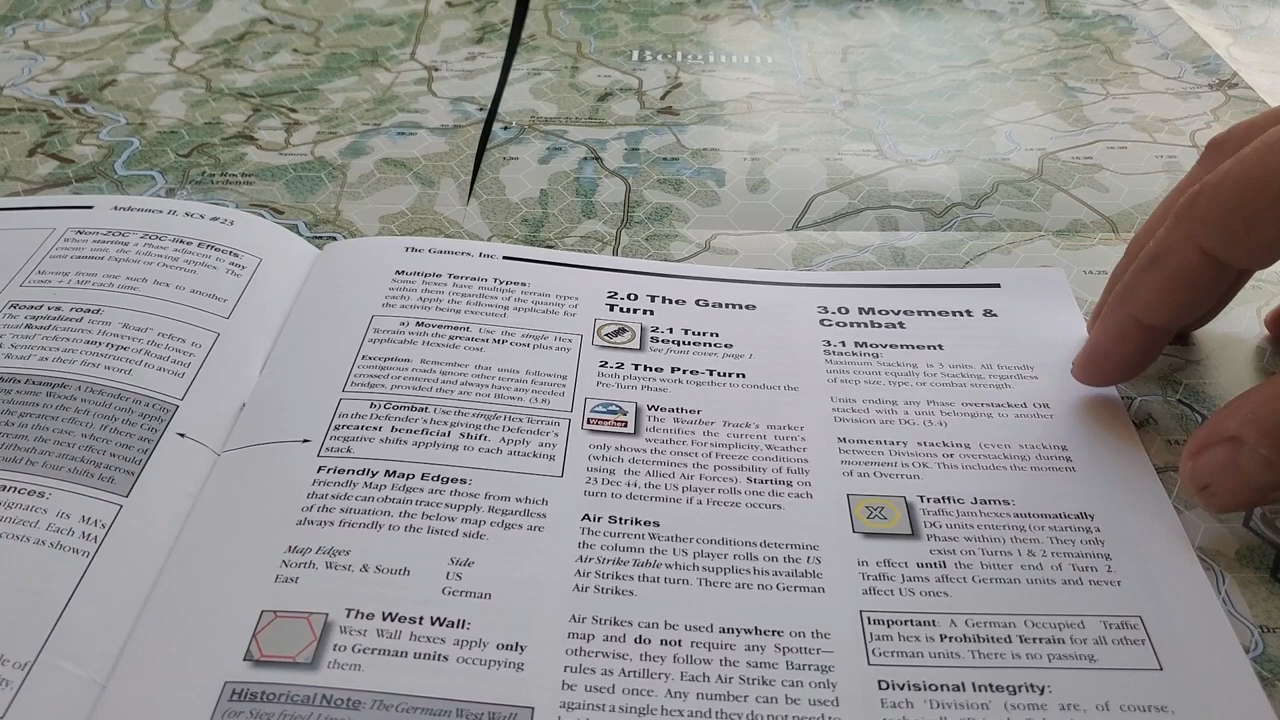 Belgium
La Roche-
en-Ardenne
14.25
Ardennes II, SCS #23
"Non-ZOC" ZOC-like Effects:
When starting a Phase adjacent to any
enemy unit, the following applies: The
unit cannot Exploit or Overrun.
Moving from one such hex to another
costs +1 MP each time.
Road vs. road:
The capitalized term "Road" refers to
actual Road features. However, the lower-
"road" refers to any type of Road and
Sentences are constructed to avoid
"Road" as their first word.
Shifts Example: A Defender in a City
ing some Woods would only apply
columns to the left (only the City
the greatest effect). If there are
cks in this case, where one of
tream, the next effect would
If both are attacking across
ould be four shifts left.
ances:
signates its MA's
anized. Each MA
costs as shown
The Gamers, Inc.
Multiple Terrain Types:
Some hexes have multiple terrain types
within them (regardless of the quantity of
each). Apply the following applicable for
the activity being executed.
a) Movement. Use the single Hex
Terrain with the greatest MP cost plus any
applicable Hexside cost.
Exception: Remember that units following
contiguous roads ignore other terrain features
crossed or entered and always have any needed
bridges, provided they are not Blown. (3.8)
b) Combat. Use the single Hex Terrain
in the Defender's hex giving the Defender's
greatest beneficial Shift. Apply any
negative shifts applying to each attacking
stack.
Friendly Map Edges:
Friendly Map Edges are those from which
that side can obtain trace supply. Regardless
of the situation, the below map edges are
always friendly to the listed side.
Map Edges Side
North, West, & South US
East German
The West Wall:
West Wall hexes apply only
to German units occupying
them.
Historical Note: The German West Wall
(or Siegfried Line)
2.0 The Game
Turn
TURN
2.1 Turn
Sequence
See front cover, page 1.
2.2 The Pre-Turn
Both players work together to conduct the
Pre-Turn Phase.
Weather
Weather
The Weather Track's marker
identifies the current turn's
weather. For simplicity, Weather
only shows the onset of Freeze conditions
(which determines the possibility of fully
using the Allied Air Forces). Starting on
23 Dec 44, the US player rolls one die each
turn to determine if a Freeze occurs.
Air Strikes
The current Weather conditions determine
the column the US player rolls on the US
Air Strike Table which supplies his available
Air Strikes that turn. There are no German
Air Strikes.
Air Strikes can be used anywhere on the
map and do not require any Spotter—
otherwise, they follow the same Barrage
rules as Artillery. Each Air Strike can only
be used once. Any number can be used
against a single hex and they do not need to
3.0 Movement &
Combat
3.1 Movement
Stacking:
Maximum Stacking is 3 units. All friendly
units count equally for Stacking, regardless
of step size, type, or combat strength.
Units ending any Phase overstacked OR
stacked with a unit belonging to another
Division are DG. (3.4)
Momentary stacking (even stacking
between Divisions or overstacking) during
movement is OK. This includes the moment
of an Overrun.
X
Traffic Jams:
Traffic Jam hexes automatically
DG units entering (or starting a
Phase within) them. They only
exist on Turns 1 & 2 remaining
in effect until the bitter end of Turn 2.
Traffic Jams affect German units and never
affect US ones.
Important: A German Occupied Traffic
Jam hex is Prohibited Terrain for all other
German units. There is no passing.
Divisional Integrity:
Each 'Division' (some are, of course,